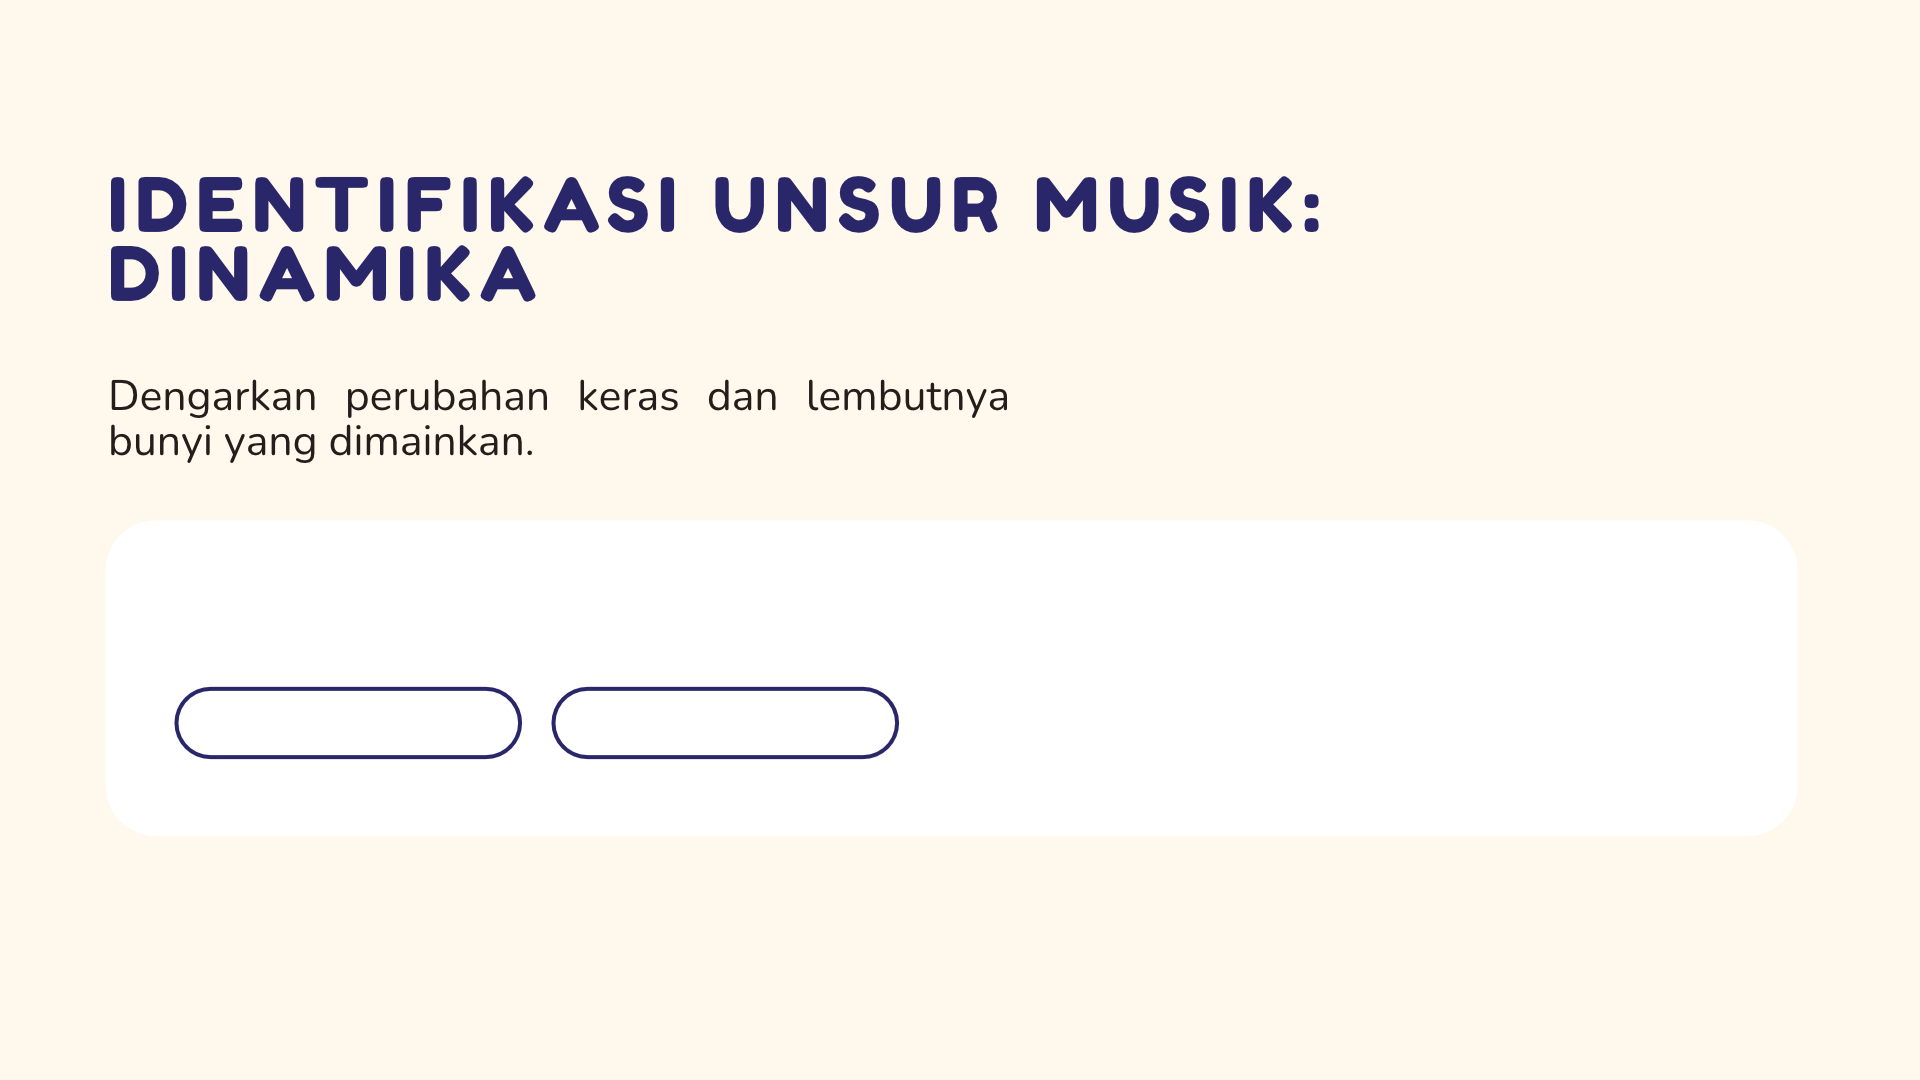 IDENTIFIKASI UNSUR MUSIK:
DINAMIKA
Dengarkan perubahan keras dan lembutnya
bunyi yang dimainkan.